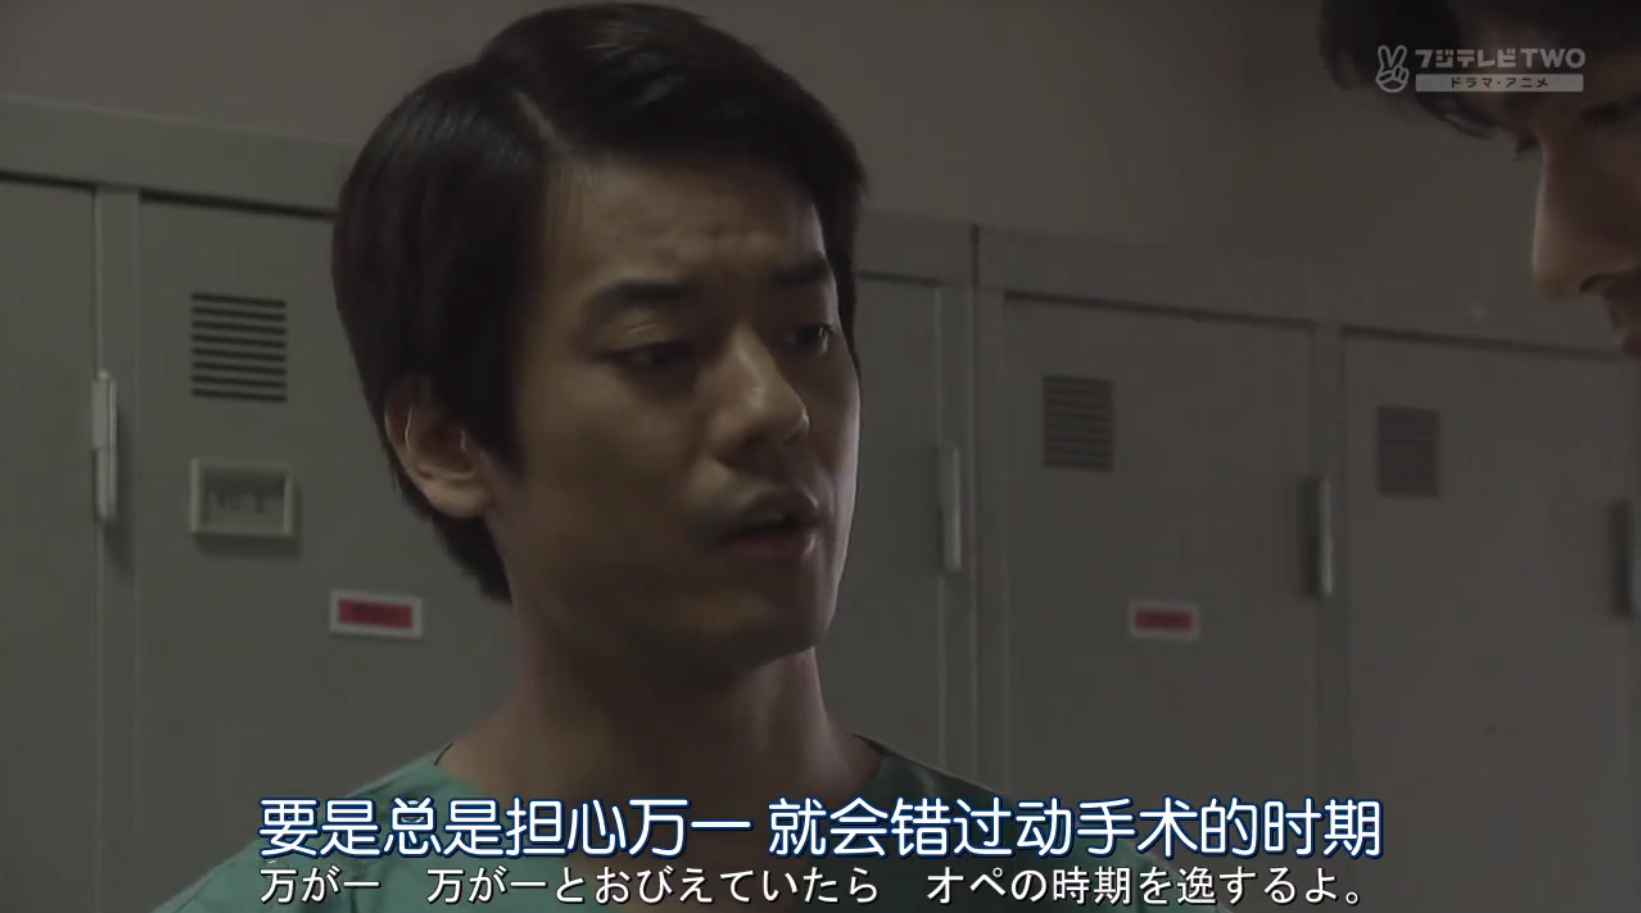 フジテレビTWO
ドラマ・アニメ
要是总是担心万一 就会错过动手术的时期
万が一　万が一とおびえていたら　オペの時期を逸するよ。